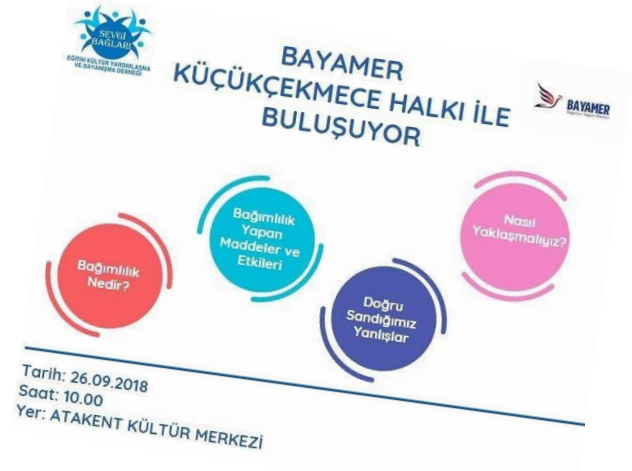 SEVGİ
BAĞLARI
EĞİTİM KÜLTÜR YARDIMLAŞMA
VE DAYANIŞMA DERNEĞİ
BAYAMER
KÜÇÜKÇEKMECE HALKI İLE
BULUŞUYOR
BAYAMER
Bağımlılık
Nedir?
Bağımlılık
Yapan
Maddeler ve
Etkileri
Doğru
Sandığımız
Yanlışlar
Nasıl
Yaklaşmalıyız?
Tarih: 26.09.2018
Saat: 10.00
Yer: ATAKENT KÜLTÜR MERKEZİ